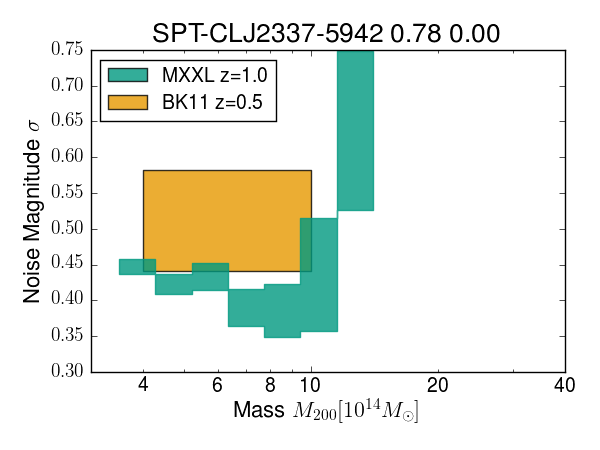 SPT-CLJ2337-5942 0.78 0.00
MXXL z=1.0
BK11 z=0.5
Noise Magnitude σ
0.75
0.70
0.65
0.60
0.55
0.50
0.45
0.40
0.35
0.30
4 6 8 10 20 40
Mass M₂₀₀[10¹⁴M☉]